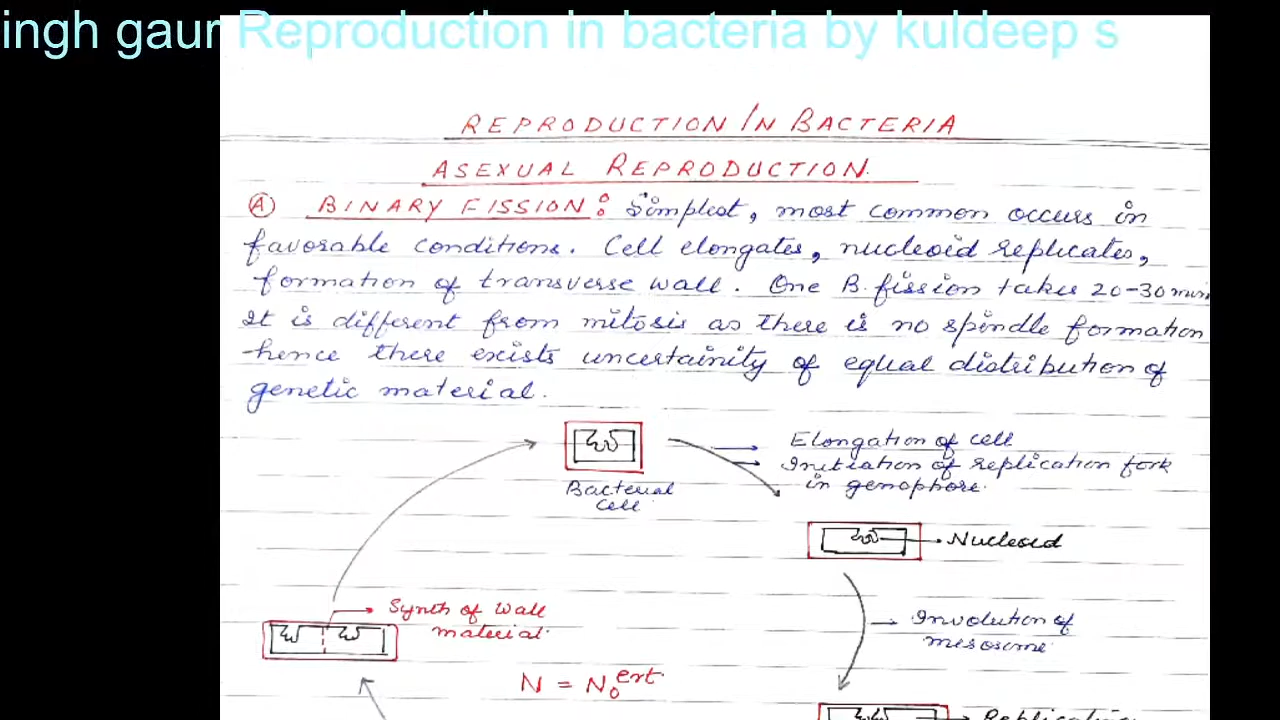 ingh gaur Reproduction in bacteria by kuldeep s
REPRODUCTION IN BACTERIA
ASEXUAL REPRODUCTION.
A BINARY FISSION: Simplest, most common occurs in
favorable conditions. Cell elongates, nucleoid replicates,
formation of transverse wall. One B. fission takes 20-30 min
It is different from mitosis as there is no spindle formation
hence there exists uncertainity of equal distribution of
genetic material.
Bacterial
cell.
→ Elongation of cell
→ Initiation of replication fork
in genophore.
Nucleoid
Synth of wall
material.
Involution of
mesosome
N = N₀ᵉʳᵗ